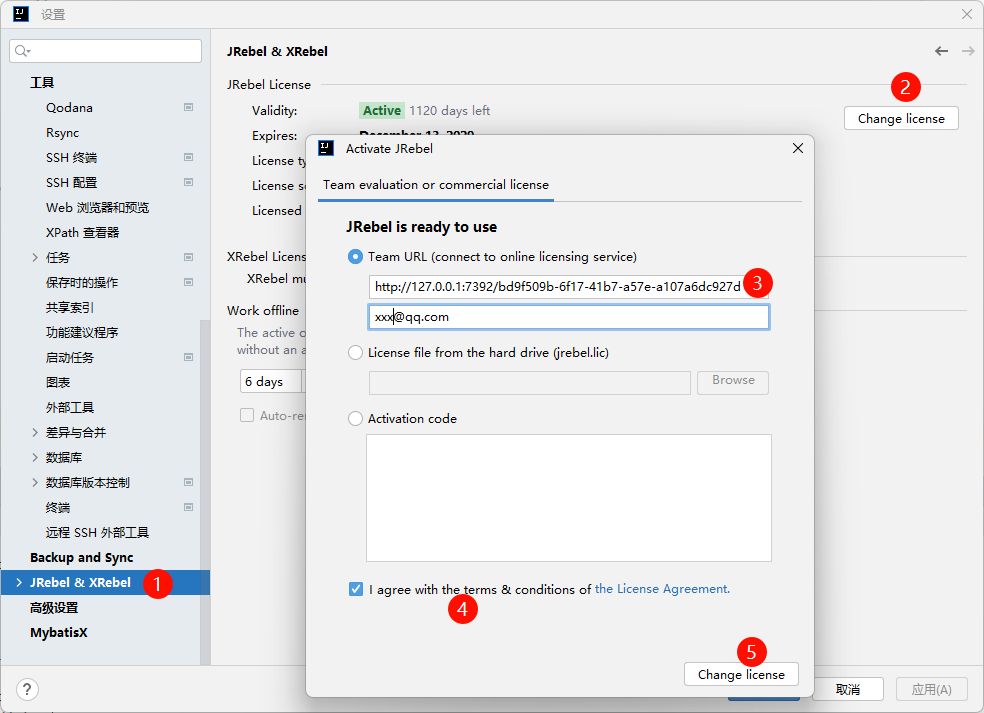 设置
JRebel & XRebel
工具
Qodana
Rsync
SSH 终端
SSH 配置
Web 浏览器和预览
XPath 查看器
任务
保存时的操作
共享索引
功能建议程序
启动任务
图表
外部工具
差异与合并
数据库
数据库版本控制
终端
远程 SSH 外部工具
Backup and Sync
JRebel & XRebel
1
高级设置
MybatisX
?
JRebel License
Validity:
Active 1120 days left
2
Change license
Expires:
License ty
License s
Licensed
XRebel Licens
XRebel mu
Work offline
The active o
without an a
6 days
Auto-re
Activate JRebel
Team evaluation or commercial license
JRebel is ready to use
Team URL (connect to online licensing service)
http://127.0.0.1:7392/bd9f509b-6f17-41b7-a57e-a107a6dc927d
3
xxx@qq.com
License file from the hard drive (jrebel.lic)
Browse
Activation code
I agree with the terms & conditions of the License Agreement.
4
5
Change license
取消
应用(A)